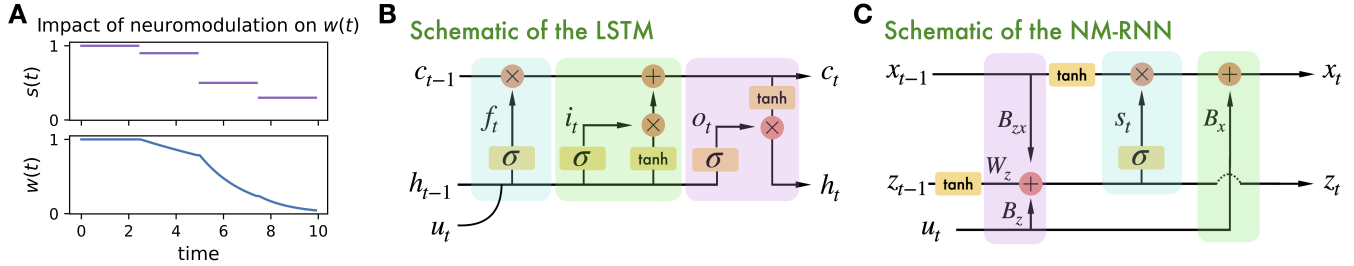 A
Impact of neuromodulation on w(t)
s(t)
1
0
w(t)
1
0
0 2 4 6 8 10
time
B
Schematic of the LSTM
c_{t−1}
×
+
c_t
tanh
f_t
i_t
×
o_t
×
σ
σ
tanh
σ
h_{t−1}
h_t
u_t
C
Schematic of the NM-RNN
x_{t−1}
tanh
×
+
x_t
B_{zx}
s_t
B_x
σ
W_z
z_{t−1}
tanh
+
z_t
B_z
u_t